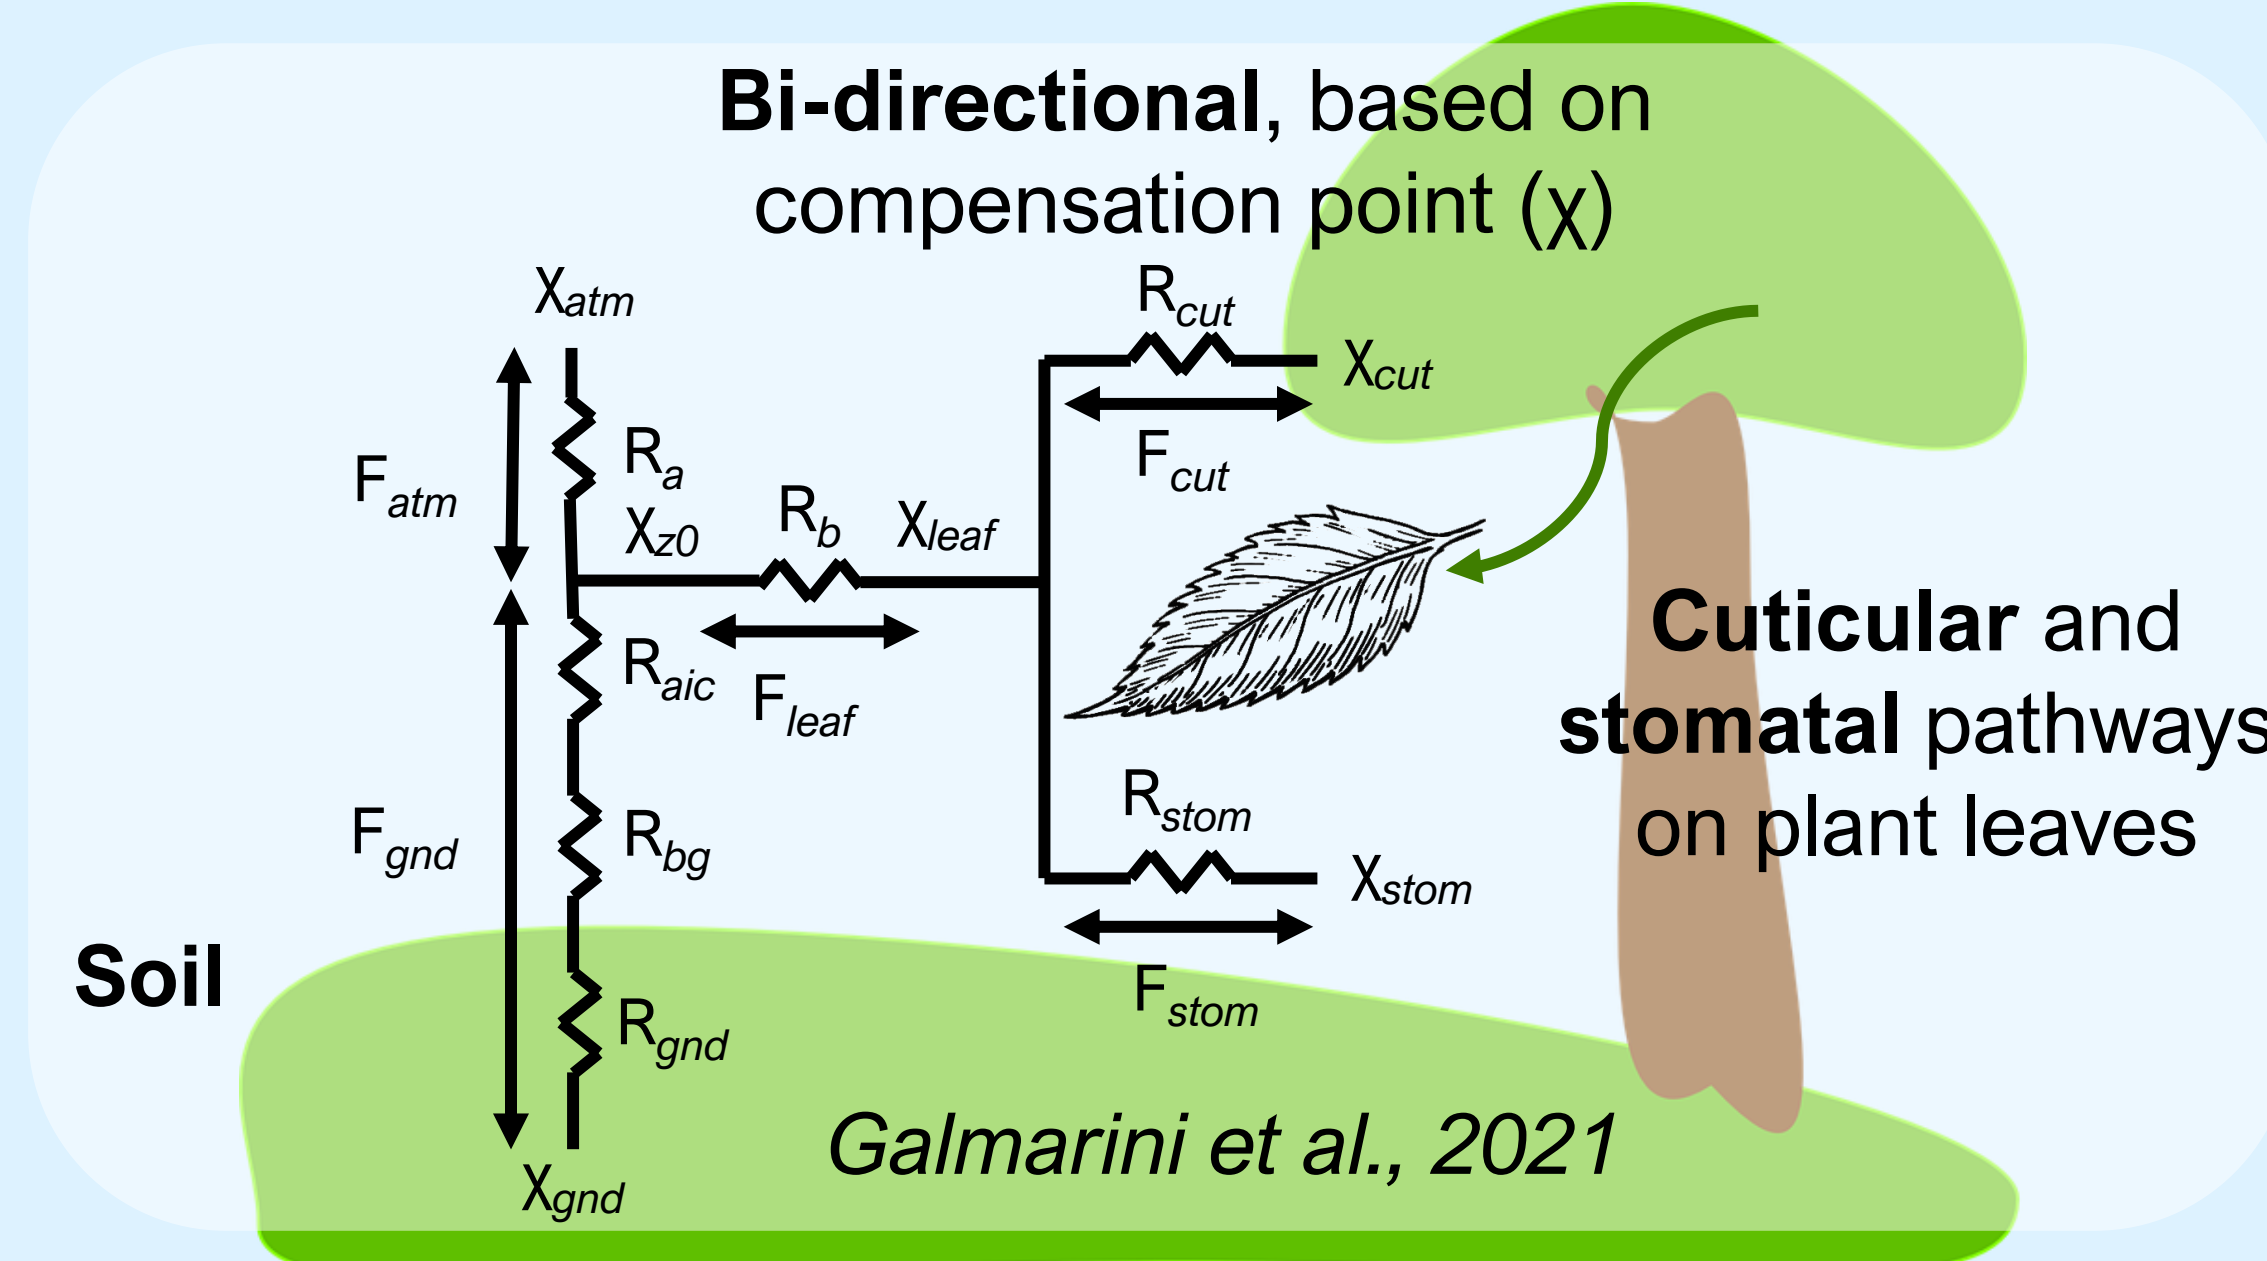 Bi-directional, based on
compensation point (χ)
χatm
Rcut
χcut
Fatm
Ra
Fcut
χz0
Rb
χleaf
Raic
Fleaf
Cuticular and
stomatal pathways
on plant leaves
Rstom
Fgnd
Rbg
χstom
Soil
Fstom
Rgnd
Galmarini et al., 2021
χgnd